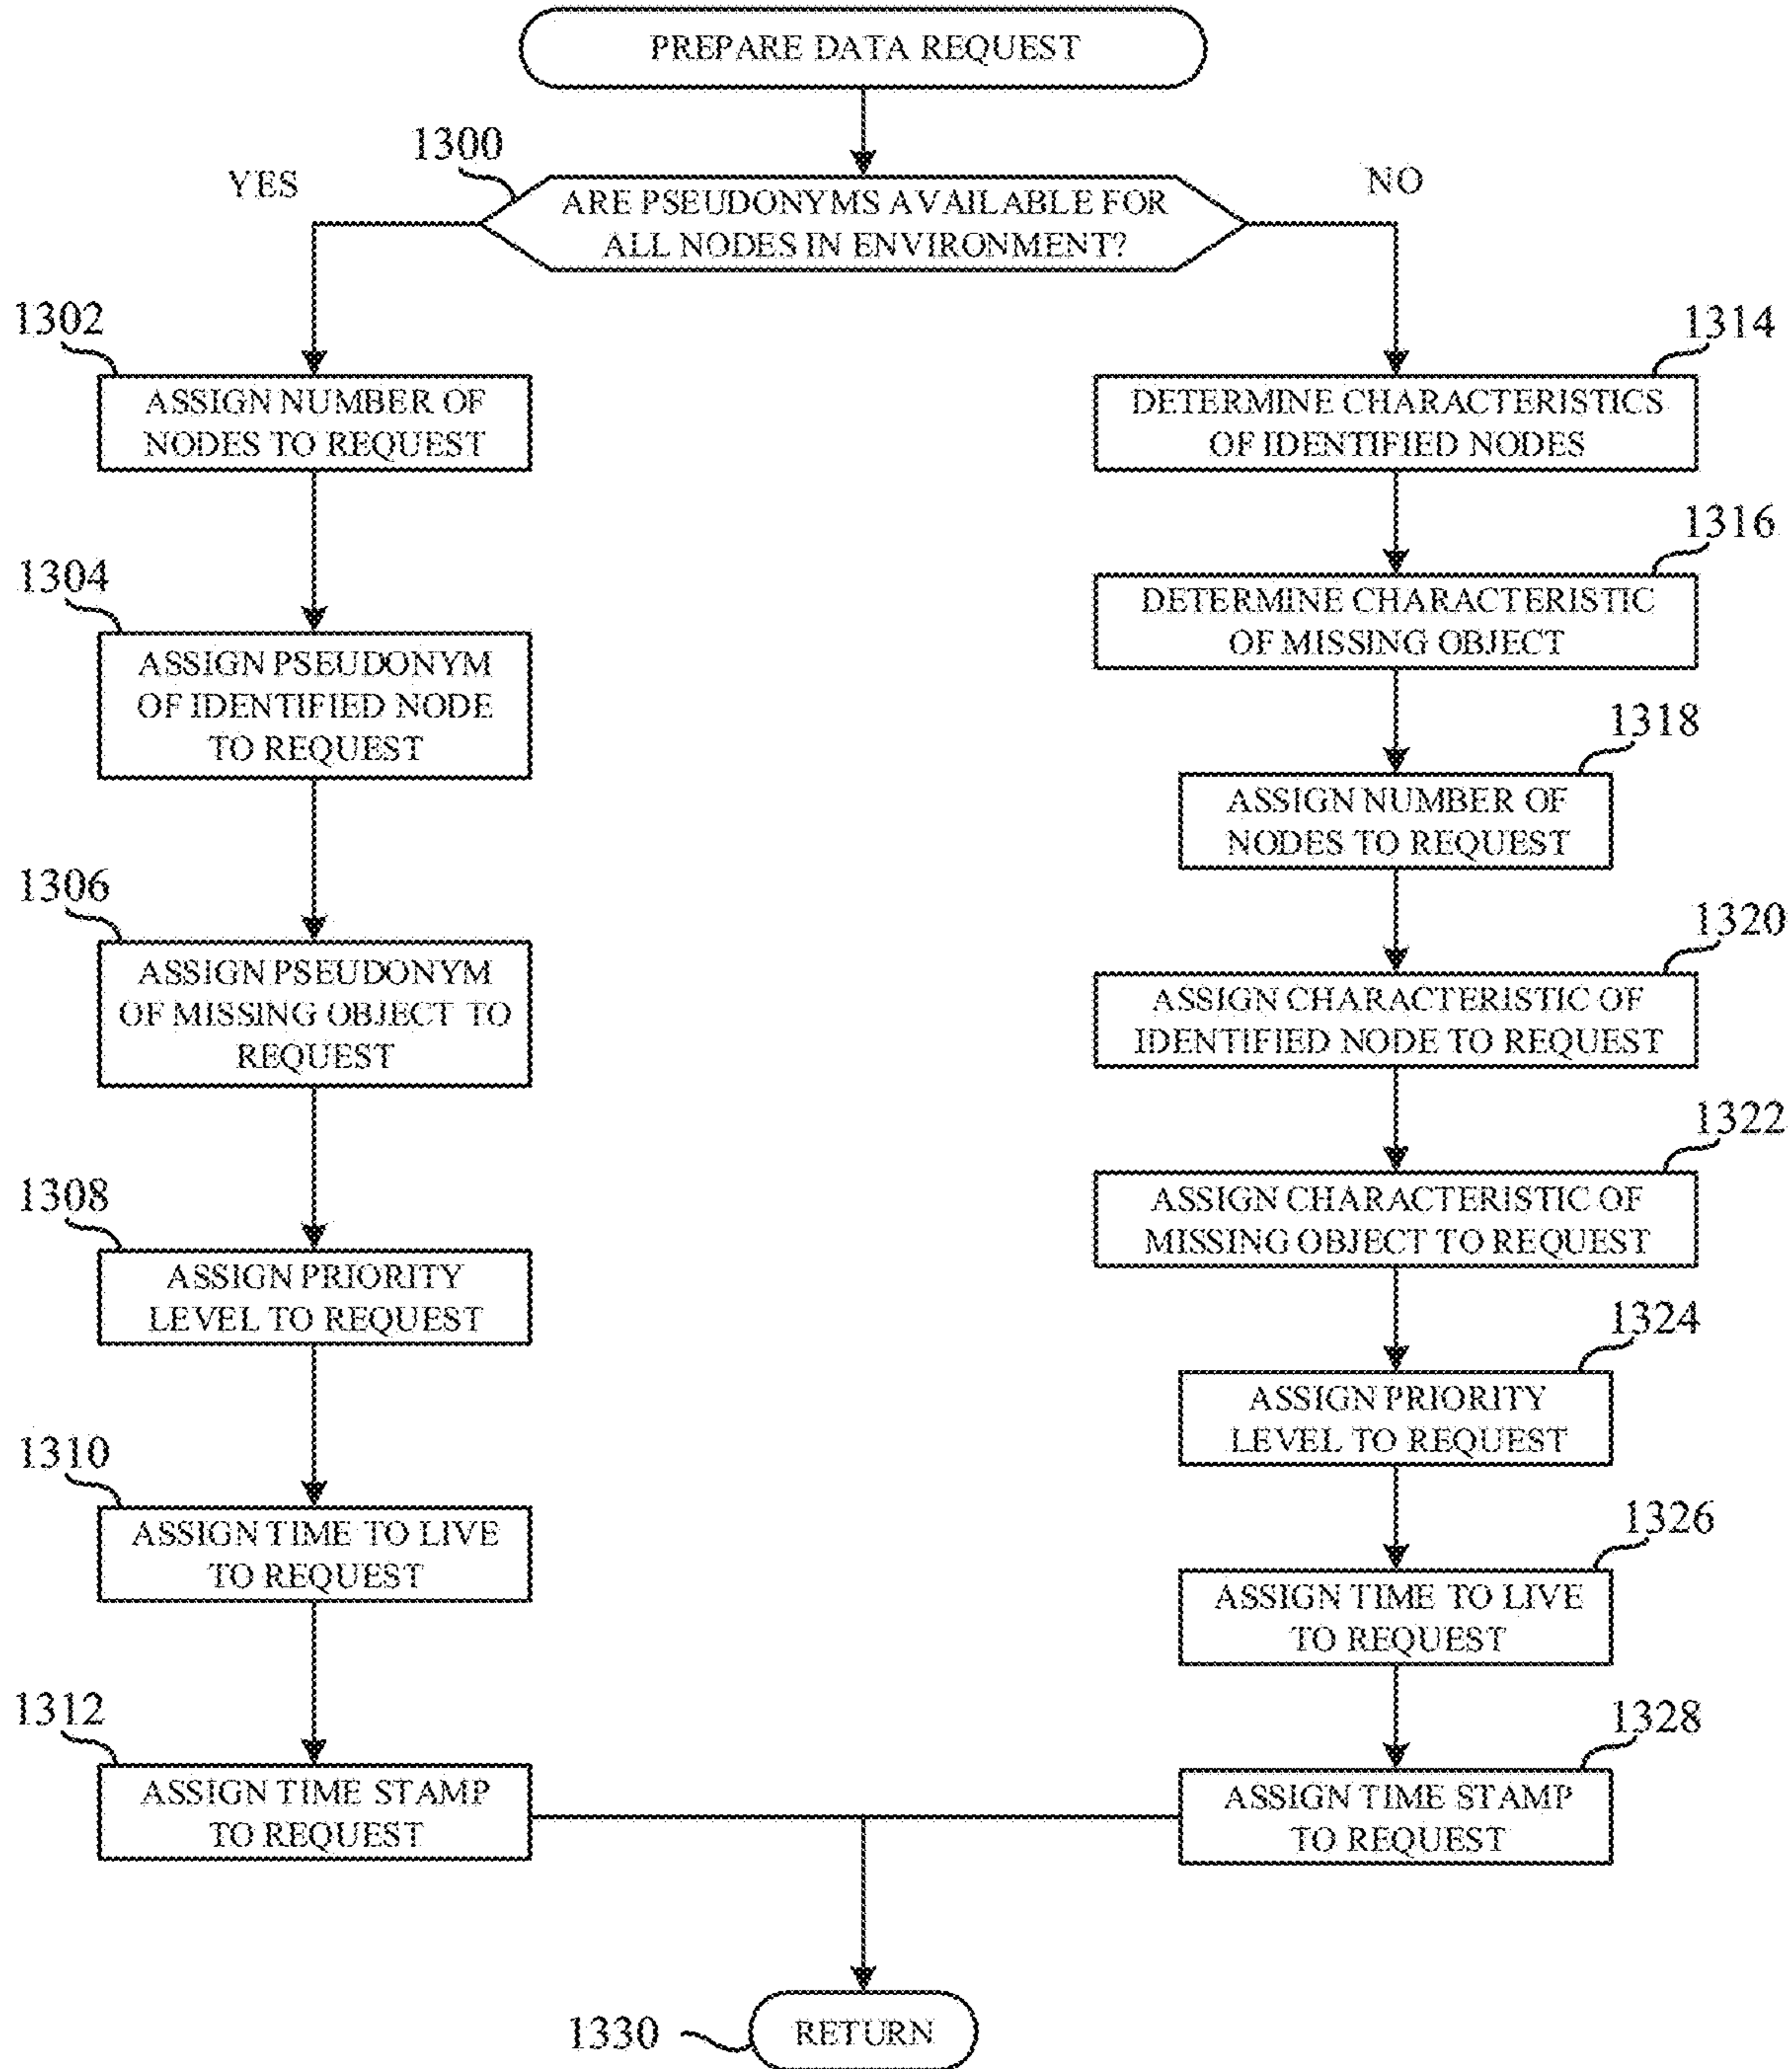 PREPARE DATA REQUEST
1300
YES
NO
ARE PSEUDONYMS AVAILABLE FOR
ALL NODES IN ENVIRONMENT?
1302
ASSIGN NUMBER OF
NODES TO REQUEST
1304
ASSIGN PSEUDONYM
OF IDENTIFIED NODE
TO REQUEST
1306
ASSIGN PSEUDONYM
OF MISSING OBJECT TO
REQUEST
1308
ASSIGN PRIORITY
LEVEL TO REQUEST
1310
ASSIGN TIME TO LIVE
TO REQUEST
1312
ASSIGN TIME STAMP
TO REQUEST
1314
DETERMINE CHARACTERISTICS
OF IDENTIFIED NODES
1316
DETERMINE CHARACTERISTIC
OF MISSING OBJECT
1318
ASSIGN NUMBER OF
NODES TO REQUEST
1320
ASSIGN CHARACTERISTIC OF
IDENTIFIED NODE TO REQUEST
1322
ASSIGN CHARACTERISTIC OF
MISSING OBJECT TO REQUEST
1324
ASSIGN PRIORITY
LEVEL TO REQUEST
1326
ASSIGN TIME TO LIVE
TO REQUEST
1328
ASSIGN TIME STAMP
TO REQUEST
1330
RETURN